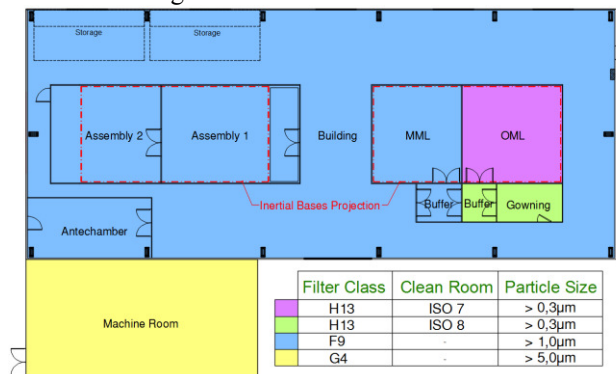 Storage
Storage
Assembly 2
Assembly 1
Building
MML
OML
Inertial Bases Projection
Buffer
Buffer
Gowning
Antechamber
Machine Room
Filter Class Clean Room Particle Size
H13 ISO 7 > 0,3µm
H13 ISO 8 > 0,3µm
F9 - > 1,0µm
G4 - > 5,0µm